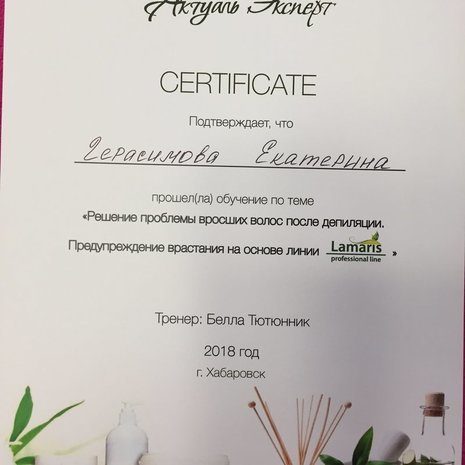 Актуаль Эксперт
CERTIFICATE
Подтверждает, что
Герасимова Екатерина
прошел(ла) обучение по теме
«Решение проблемы вросших волос после депиляции.
Предупреждение врастания на основе линии Lamaris »
professional line
Тренер: Белла Тютюнник
2018 год
г. Хабаровск